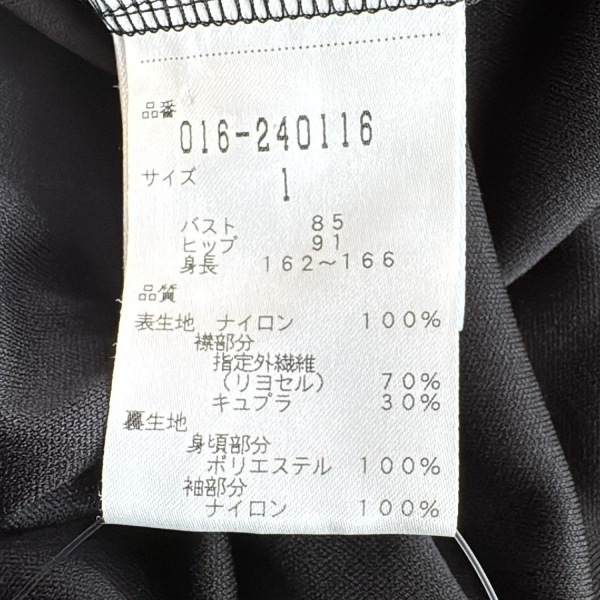 品番
016-240116
サイズ
1
バスト 85
ヒップ 91
身長 162～166
品質
表生地 ナイロン 100%
襟部分
指定外繊維
(リヨセル) 70%
キュプラ 30%
裏生地
身頃部分
ポリエステル 100%
袖部分
ナイロン 100%